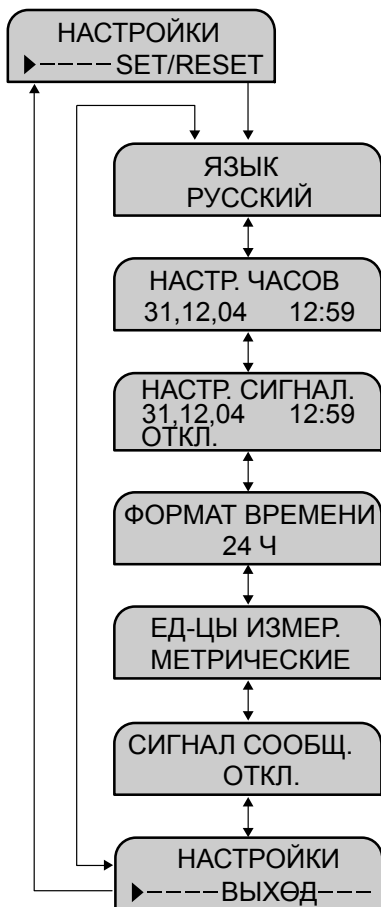 НАСТРОЙКИ
▶----SET/RESET
ЯЗЫК
РУССКИЙ
НАСТР. ЧАСОВ
31,12,04 12:59
НАСТР. СИГНАЛ.
31,12,04 12:59
ОТКЛ.
ФОРМАТ ВРЕМЕНИ
24 Ч
ЕД-ЦЫ ИЗМЕР.
МЕТРИЧЕСКИЕ
СИГНАЛ СООБЩ.
ОТКЛ.
НАСТРОЙКИ
▶----ВЫХОД---